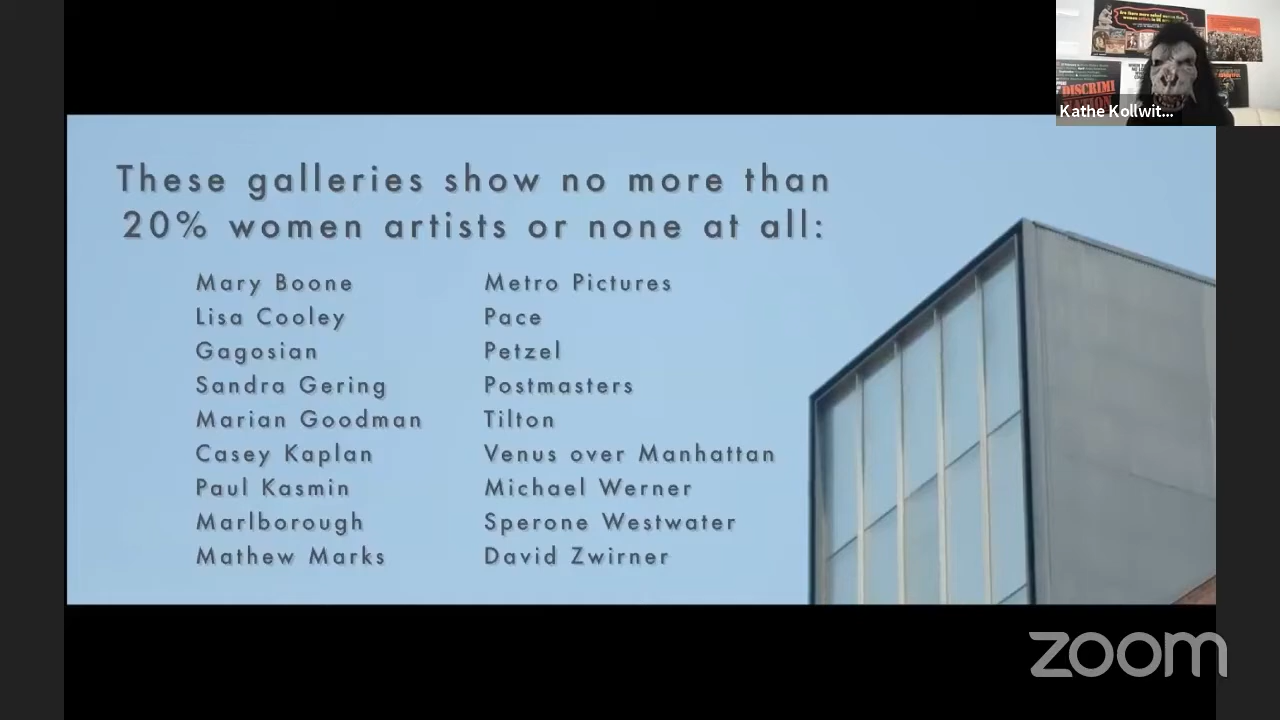 These galleries show no more than
20% women artists or none at all:
Mary Boone
Lisa Cooley
Gagosian
Sandra Gering
Marian Goodman
Casey Kaplan
Paul Kasmin
Marlborough
Mathew Marks
Metro Pictures
Pace
Petzel
Postmasters
Tilton
Venus over Manhattan
Michael Werner
Sperone Westwater
David Zwirner
DISCRIMI
NATION
Kathe Kollwit...
zoom